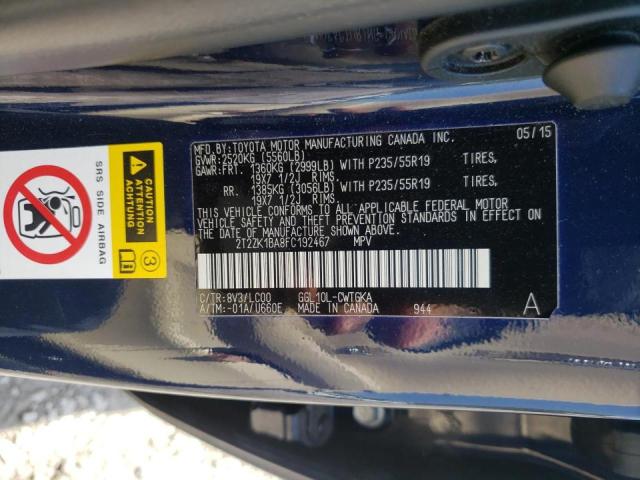 MFD.BY:TOYOTA MOTOR MANUFACTURING CANADA INC. 05/15
GVWR:2520KG (5560LB)
GAWR:FRT. 1360KG (2999LB) WITH P235/55R19 TIRES,
19X7 1/2J RIMS,
RR. 1385KG (3056LB) WITH P235/55R19 TIRES,
19X7 1/2J RIMS
THIS VEHICLE CONFORMS TO ALL APPLICABLE FEDERAL MOTOR
VEHICLE SAFETY AND THEFT PREVENTION STANDARDS IN EFFECT
ON THE DATE OF MANUFACTURE SHOWN ABOVE.
2T2ZK1BA8FC192467 MPV
C/TR:8V3/LC00 GGL10L-CWTGKA
A/TM:-01A/U660E MADE IN CANADA 944 A
SRS SIDE AIRBAG
CAUTION
ATTENTION
ACHTUNG
3